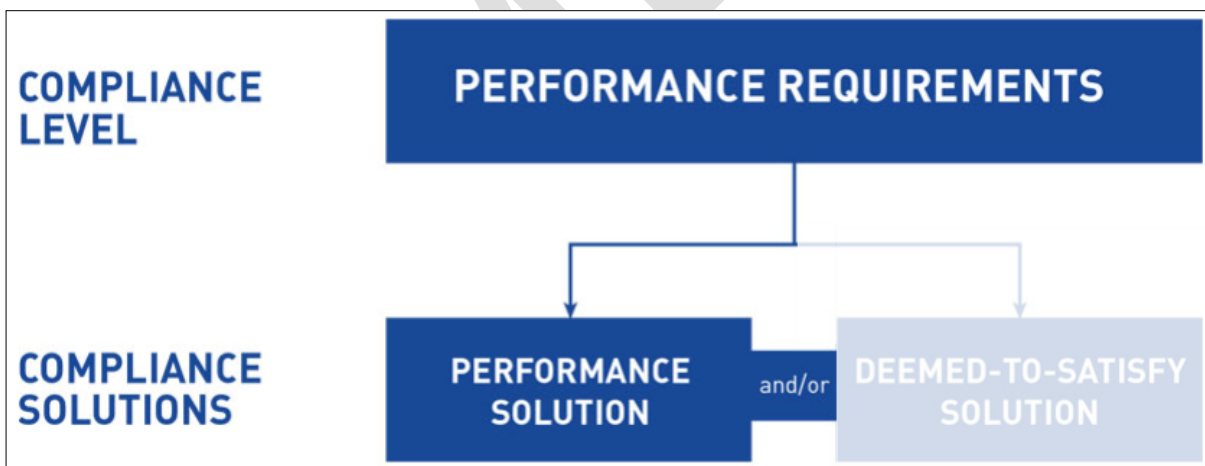 COMPLIANCE
LEVEL
PERFORMANCE REQUIREMENTS
COMPLIANCE
SOLUTIONS
PERFORMANCE
SOLUTION
and/or
DEEMED-TO-SATISFY
SOLUTION